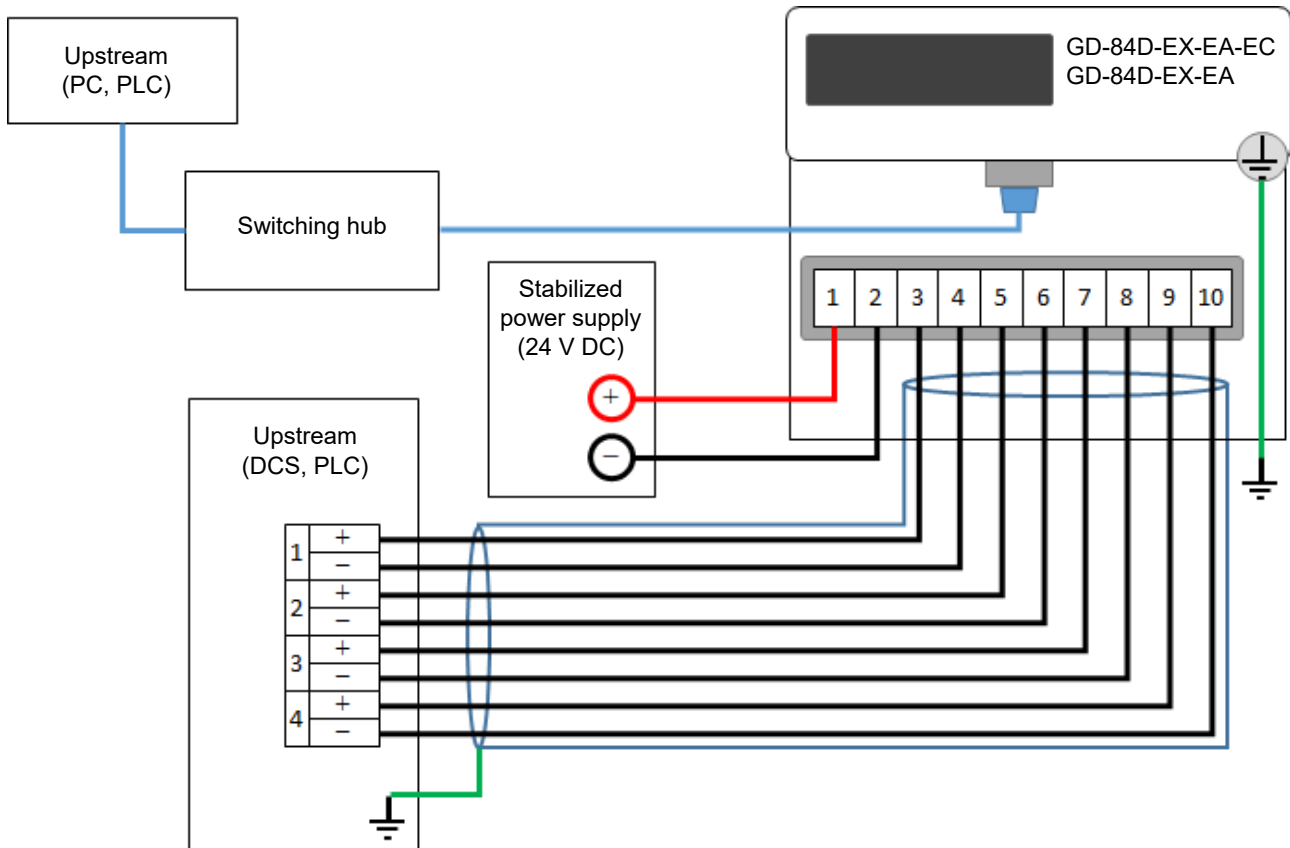 Upstream
(PC, PLC)
GD-84D-EX-EA-EC
GD-84D-EX-EA
Switching hub
Stabilized
power supply
(24 V DC)
+
−
1 2 3 4 5 6 7 8 9 10
Upstream
(DCS, PLC)
1 +
−
2 +
−
3 +
−
4 +
−